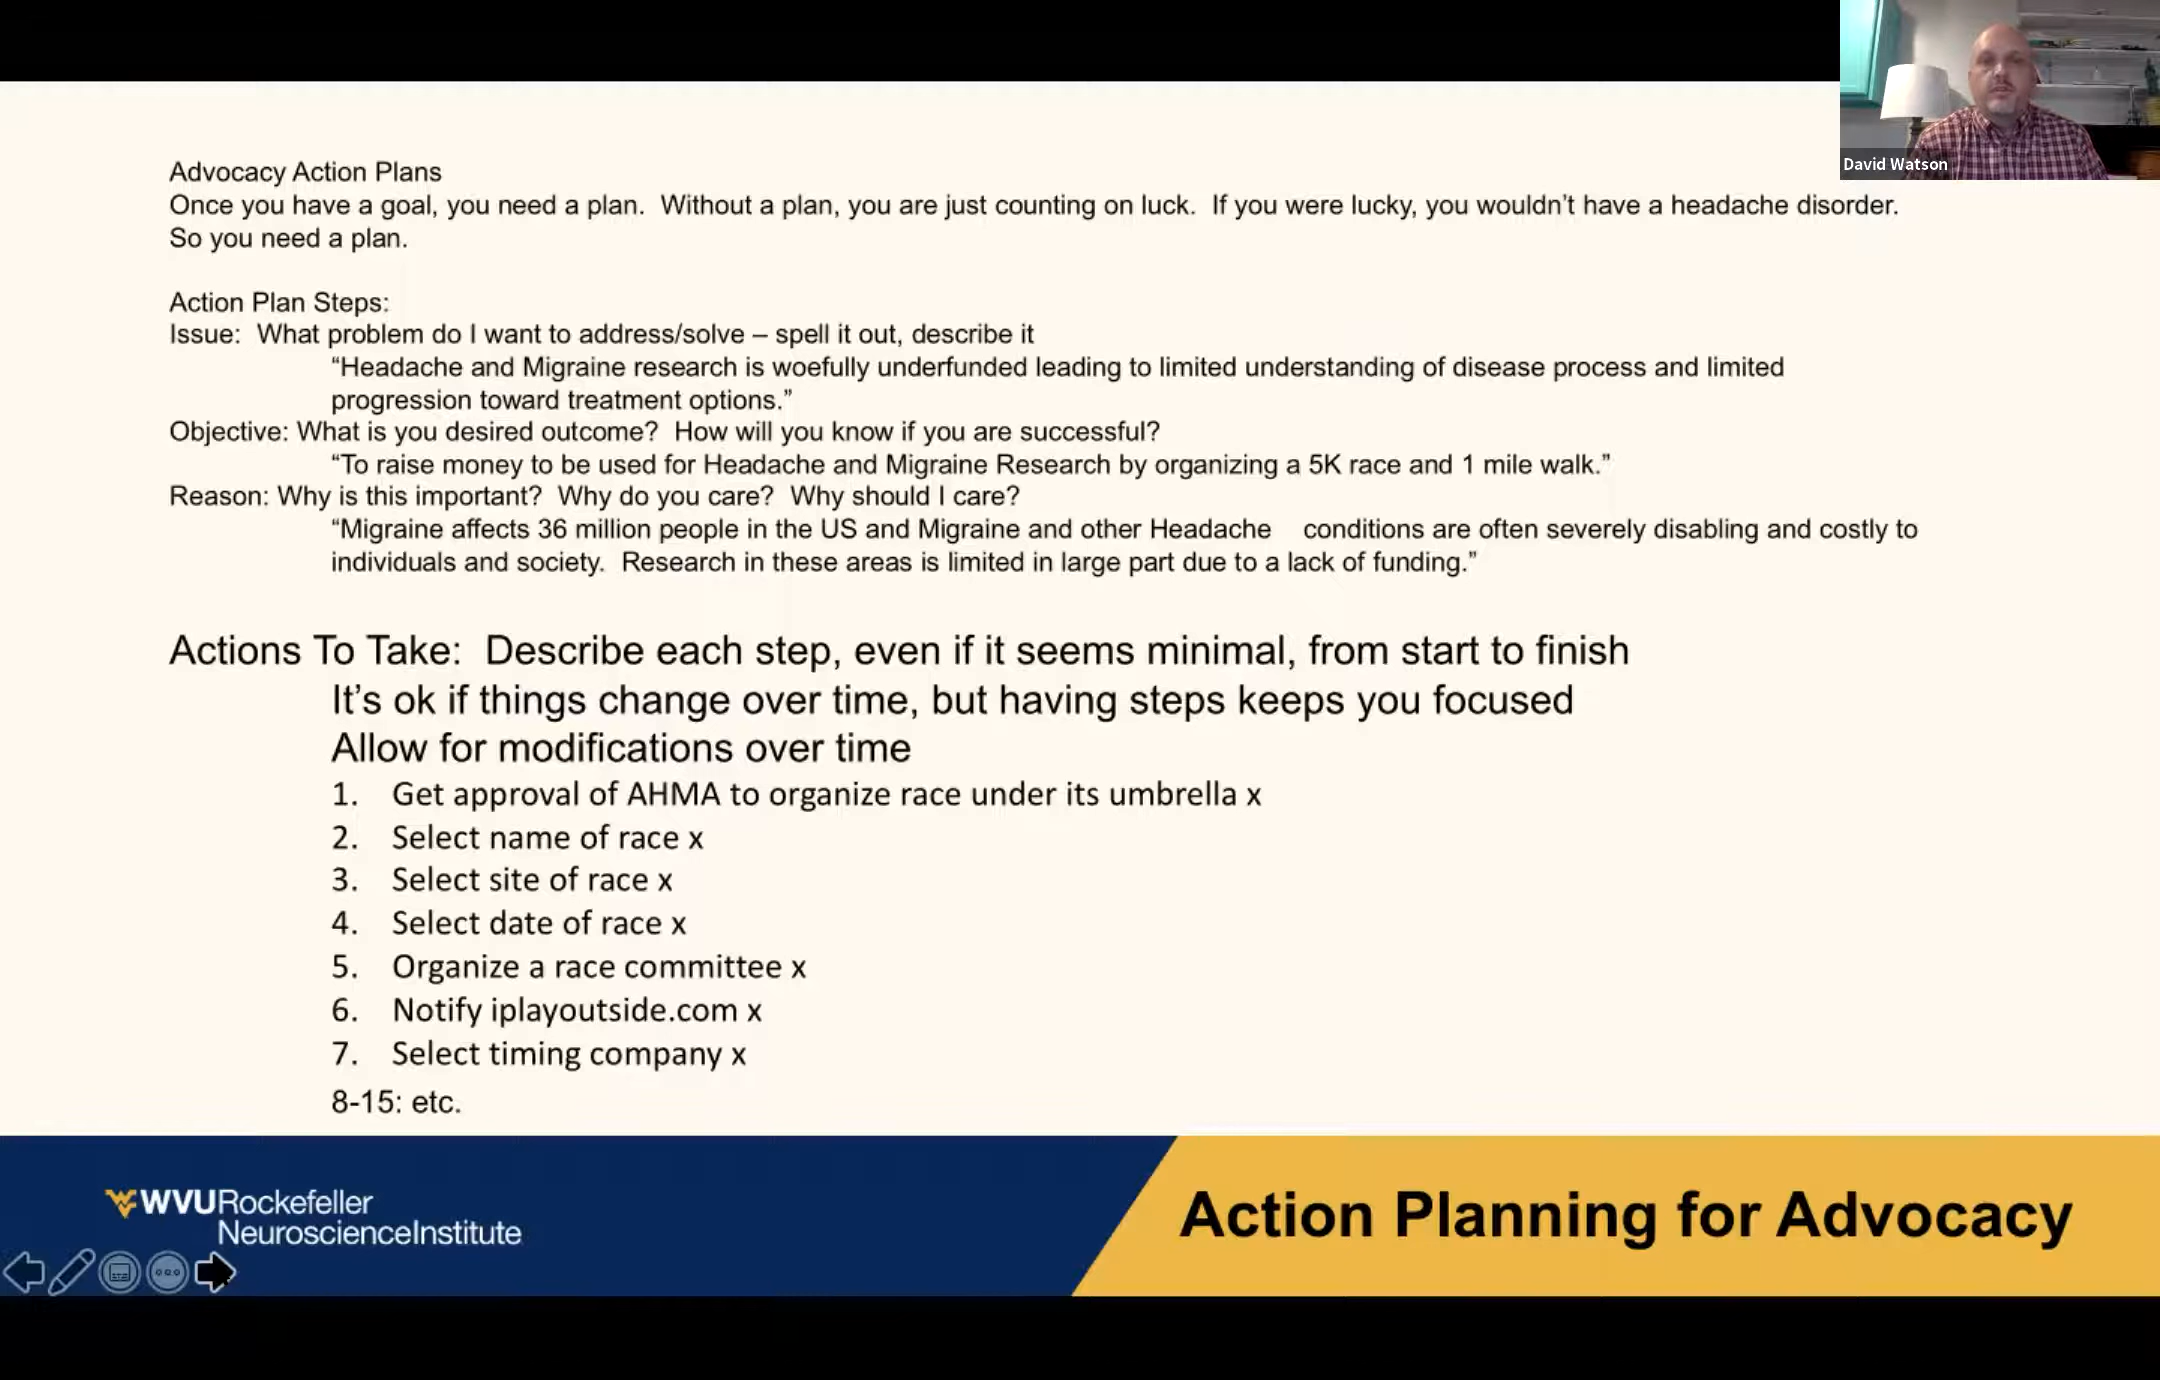 David Watson
Advocacy Action Plans
Once you have a goal, you need a plan.  Without a plan, you are just counting on luck.  If you were lucky, you wouldn’t have a headache disorder.
So you need a plan.
Action Plan Steps:
Issue:  What problem do I want to address/solve – spell it out, describe it
“Headache and Migraine research is woefully underfunded leading to limited understanding of disease process and limited
progression toward treatment options.”
Objective: What is you desired outcome?  How will you know if you are successful?
“To raise money to be used for Headache and Migraine Research by organizing a 5K race and 1 mile walk.”
Reason: Why is this important?  Why do you care?  Why should I care?
“Migraine affects 36 million people in the US and Migraine and other Headache    conditions are often severely disabling and costly to
individuals and society.  Research in these areas is limited in large part due to a lack of funding.”
Actions To Take:  Describe each step, even if it seems minimal, from start to finish
It’s ok if things change over time, but having steps keeps you focused
Allow for modifications over time
1. Get approval of AHMA to organize race under its umbrella x
2. Select name of race x
3. Select site of race x
4. Select date of race x
5. Organize a race committee x
6. Notify iplayoutside.com x
7. Select timing company x
8-15: etc.
WVURockefeller
NeuroscienceInstitute
Action Planning for Advocacy